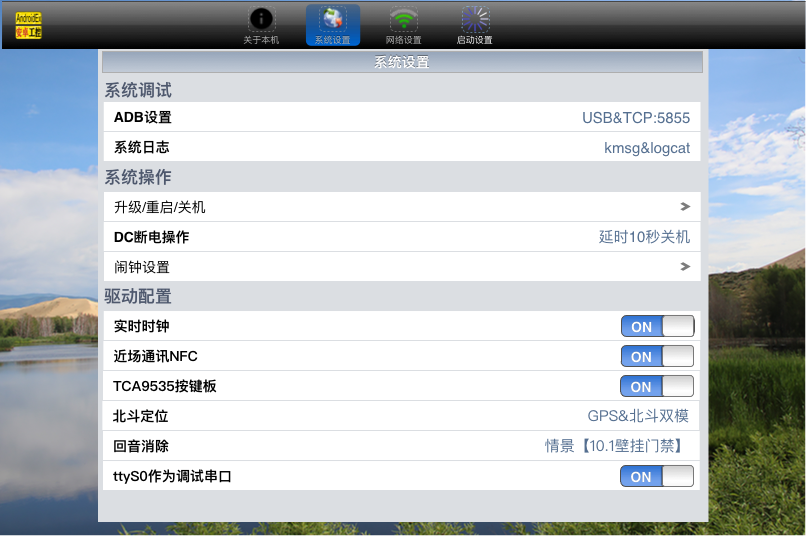 AndroidEn
安卓工控
关于本机
系统设置
网络设置
启动设置
系统设置
系统调试
ADB设置 USB&TCP:5855
系统日志 kmsg&logcat
系统操作
升级/重启/关机 >
DC断电操作 延时10秒关机
闹钟设置 >
驱动配置
实时时钟 ON
近场通讯NFC ON
TCA9535按键板 ON
北斗定位 GPS&北斗双模
回音消除 情景【10.1壁挂门禁】
ttyS0作为调试串口 ON